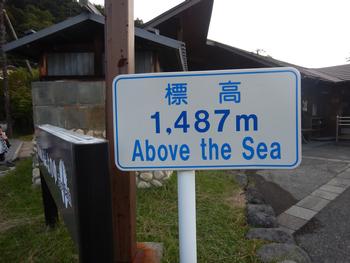 標高
1,487m
Above the Sea